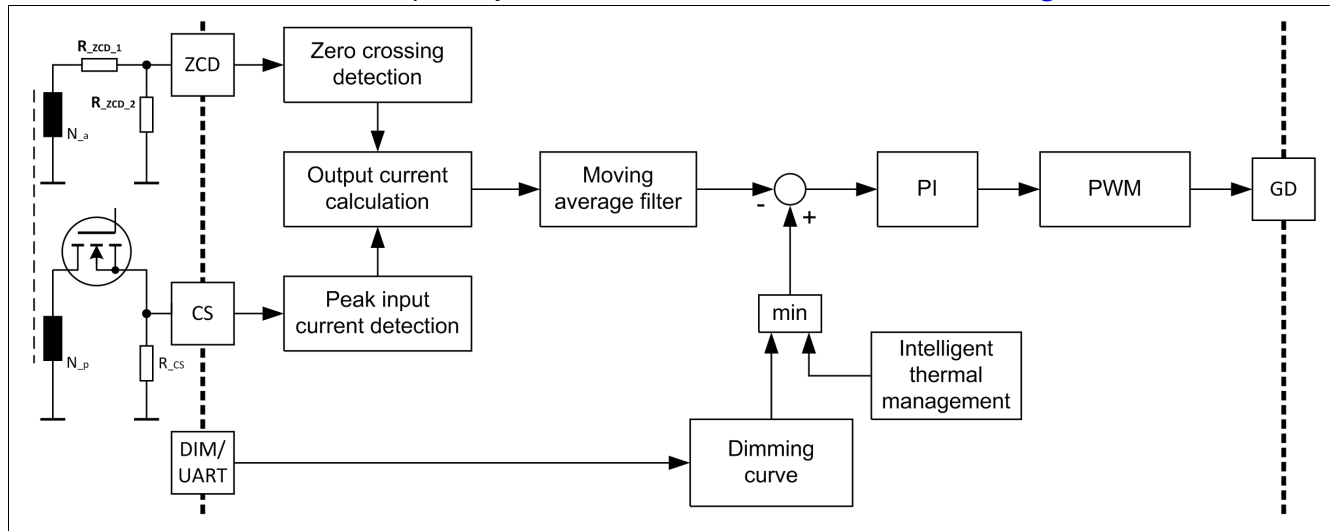 R_ZCD_1
ZCD
Zero crossing
detection
R_ZCD_2
N_a
Output current
calculation
Moving
average filter
-
+
PI
PWM
GD
CS
Peak input
current detection
min
N_p
R_CS
Intelligent
thermal
management
DIM/
UART
Dimming
curve